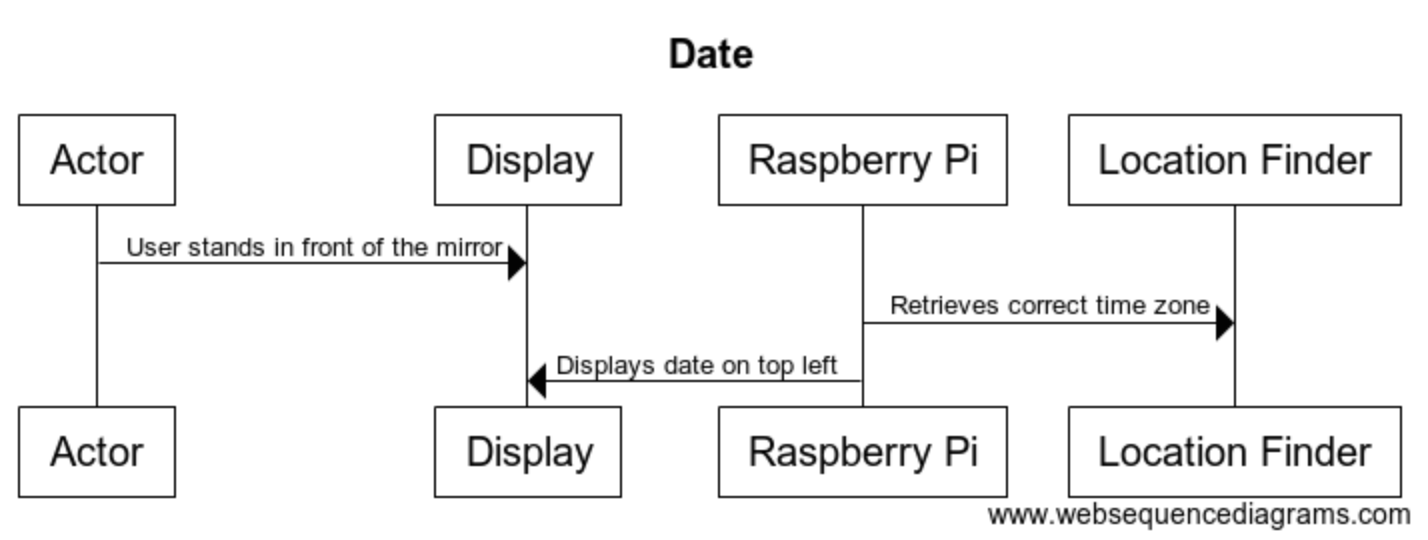 Date
Actor
Display
Raspberry Pi
Location Finder
User stands in front of the mirror
Retrieves correct time zone
Displays date on top left
Actor
Display
Raspberry Pi
Location Finder
www.websequencediagrams.com